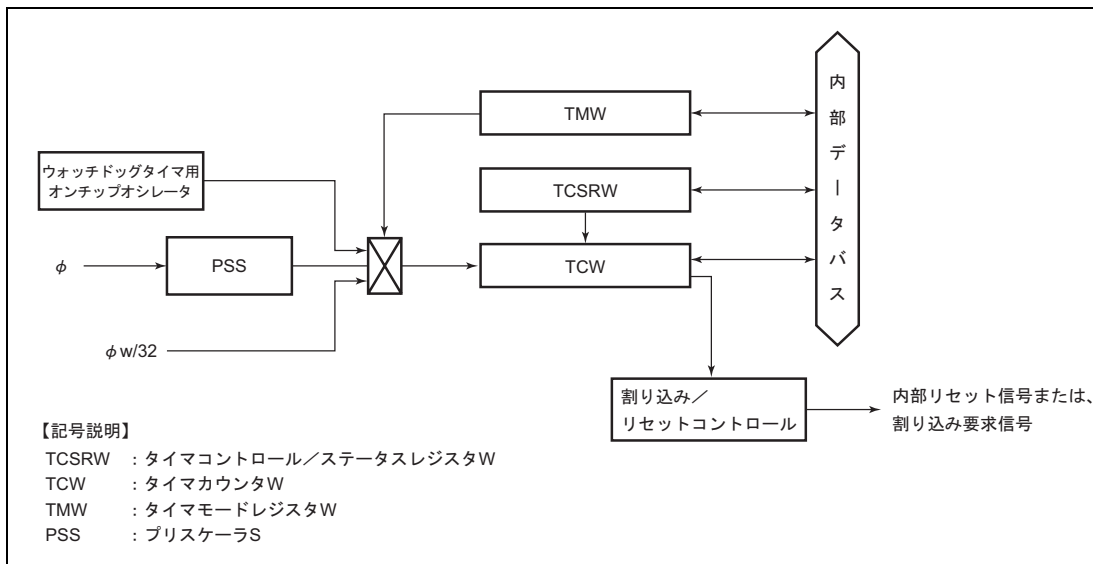 TMW
ウォッチドッグタイマ用
オンチップオシレータ
TCSRW
φ
PSS
TCW
φw/32
内部データバス
割り込み／
リセットコントロール
内部リセット信号または、
割り込み要求信号
【記号説明】
TCSRW ：タイマコントロール／ステータスレジスタW
TCW ：タイマカウンタW
TMW ：タイマモードレジスタW
PSS ：プリスケーラS